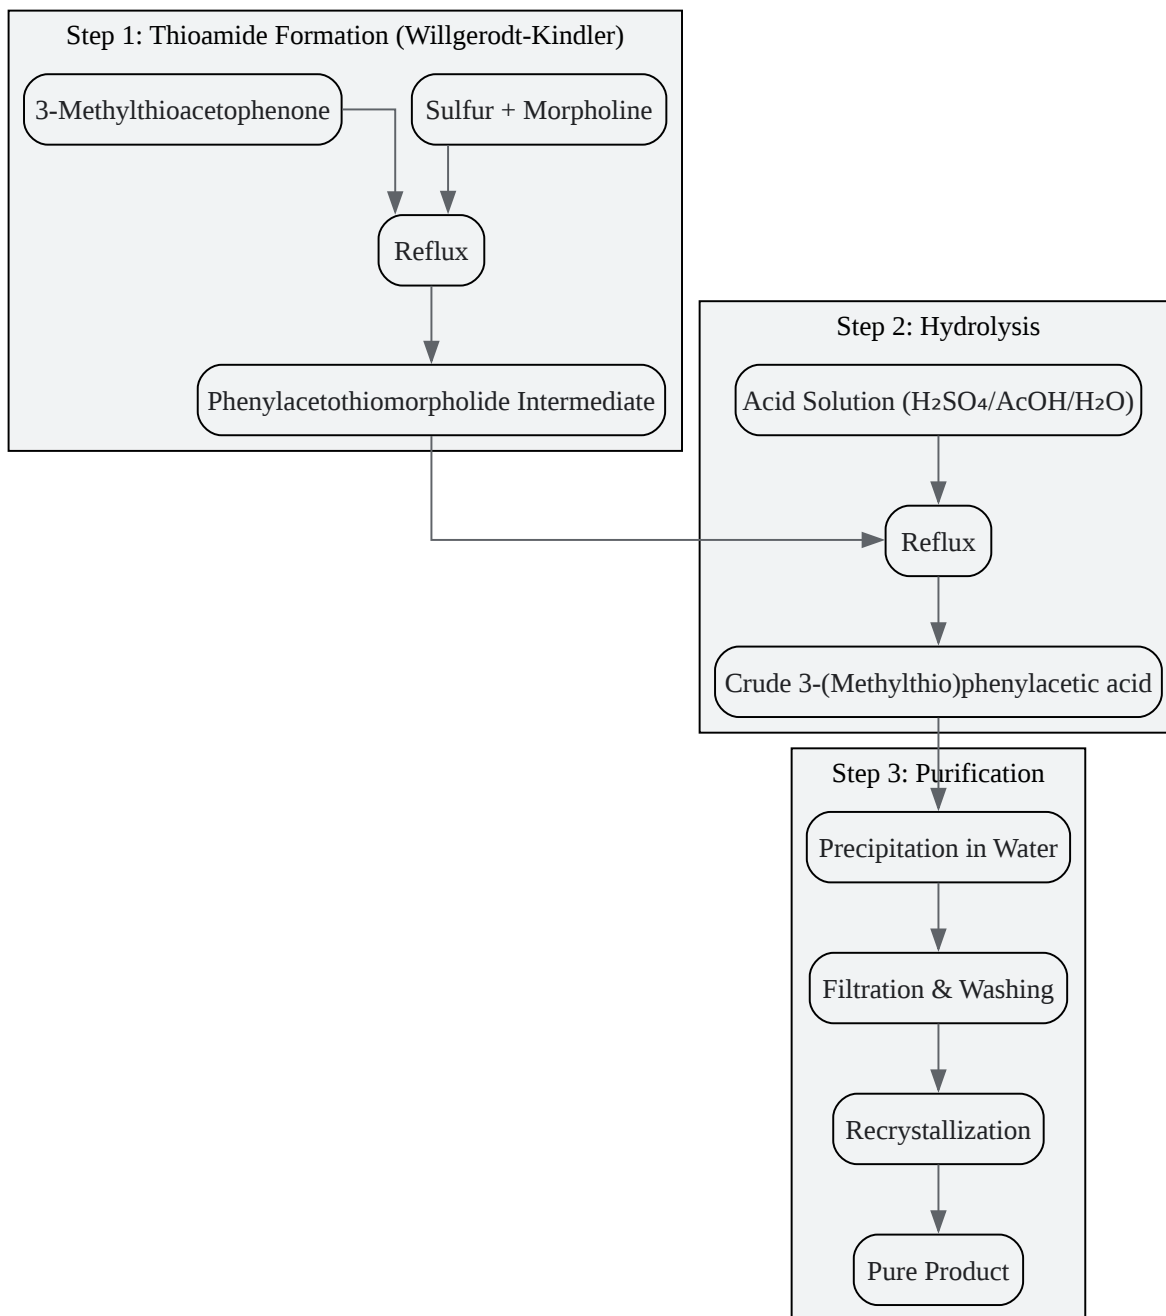 Step 1: Thioamide Formation (Willgerodt-Kindler)
3-Methylthioacetophenone
Sulfur + Morpholine
Reflux
Phenylacetothiomorpholide Intermediate
Step 2: Hydrolysis
Acid Solution (H₂SO₄/AcOH/H₂O)
Reflux
Crude 3-(Methylthio)phenylacetic acid
Step 3: Purification
Precipitation in Water
Filtration & Washing
Recrystallization
Pure Product